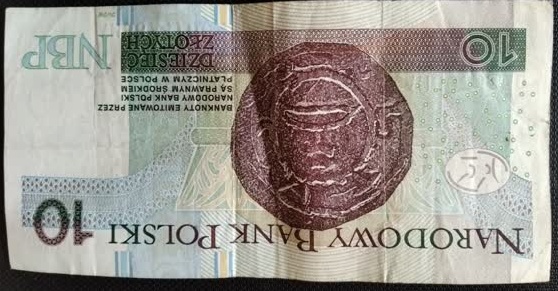 10
NARODOWY BANK POLSKI
BANKNOTY EMITOWANE PRZEZ
NARODOWY BANK POLSKI
SĄ PRAWNYM ŚRODKIEM
PŁATNICZYM W POLSCE
10
DZIESIĘĆ
ZŁOTYCH
NBP